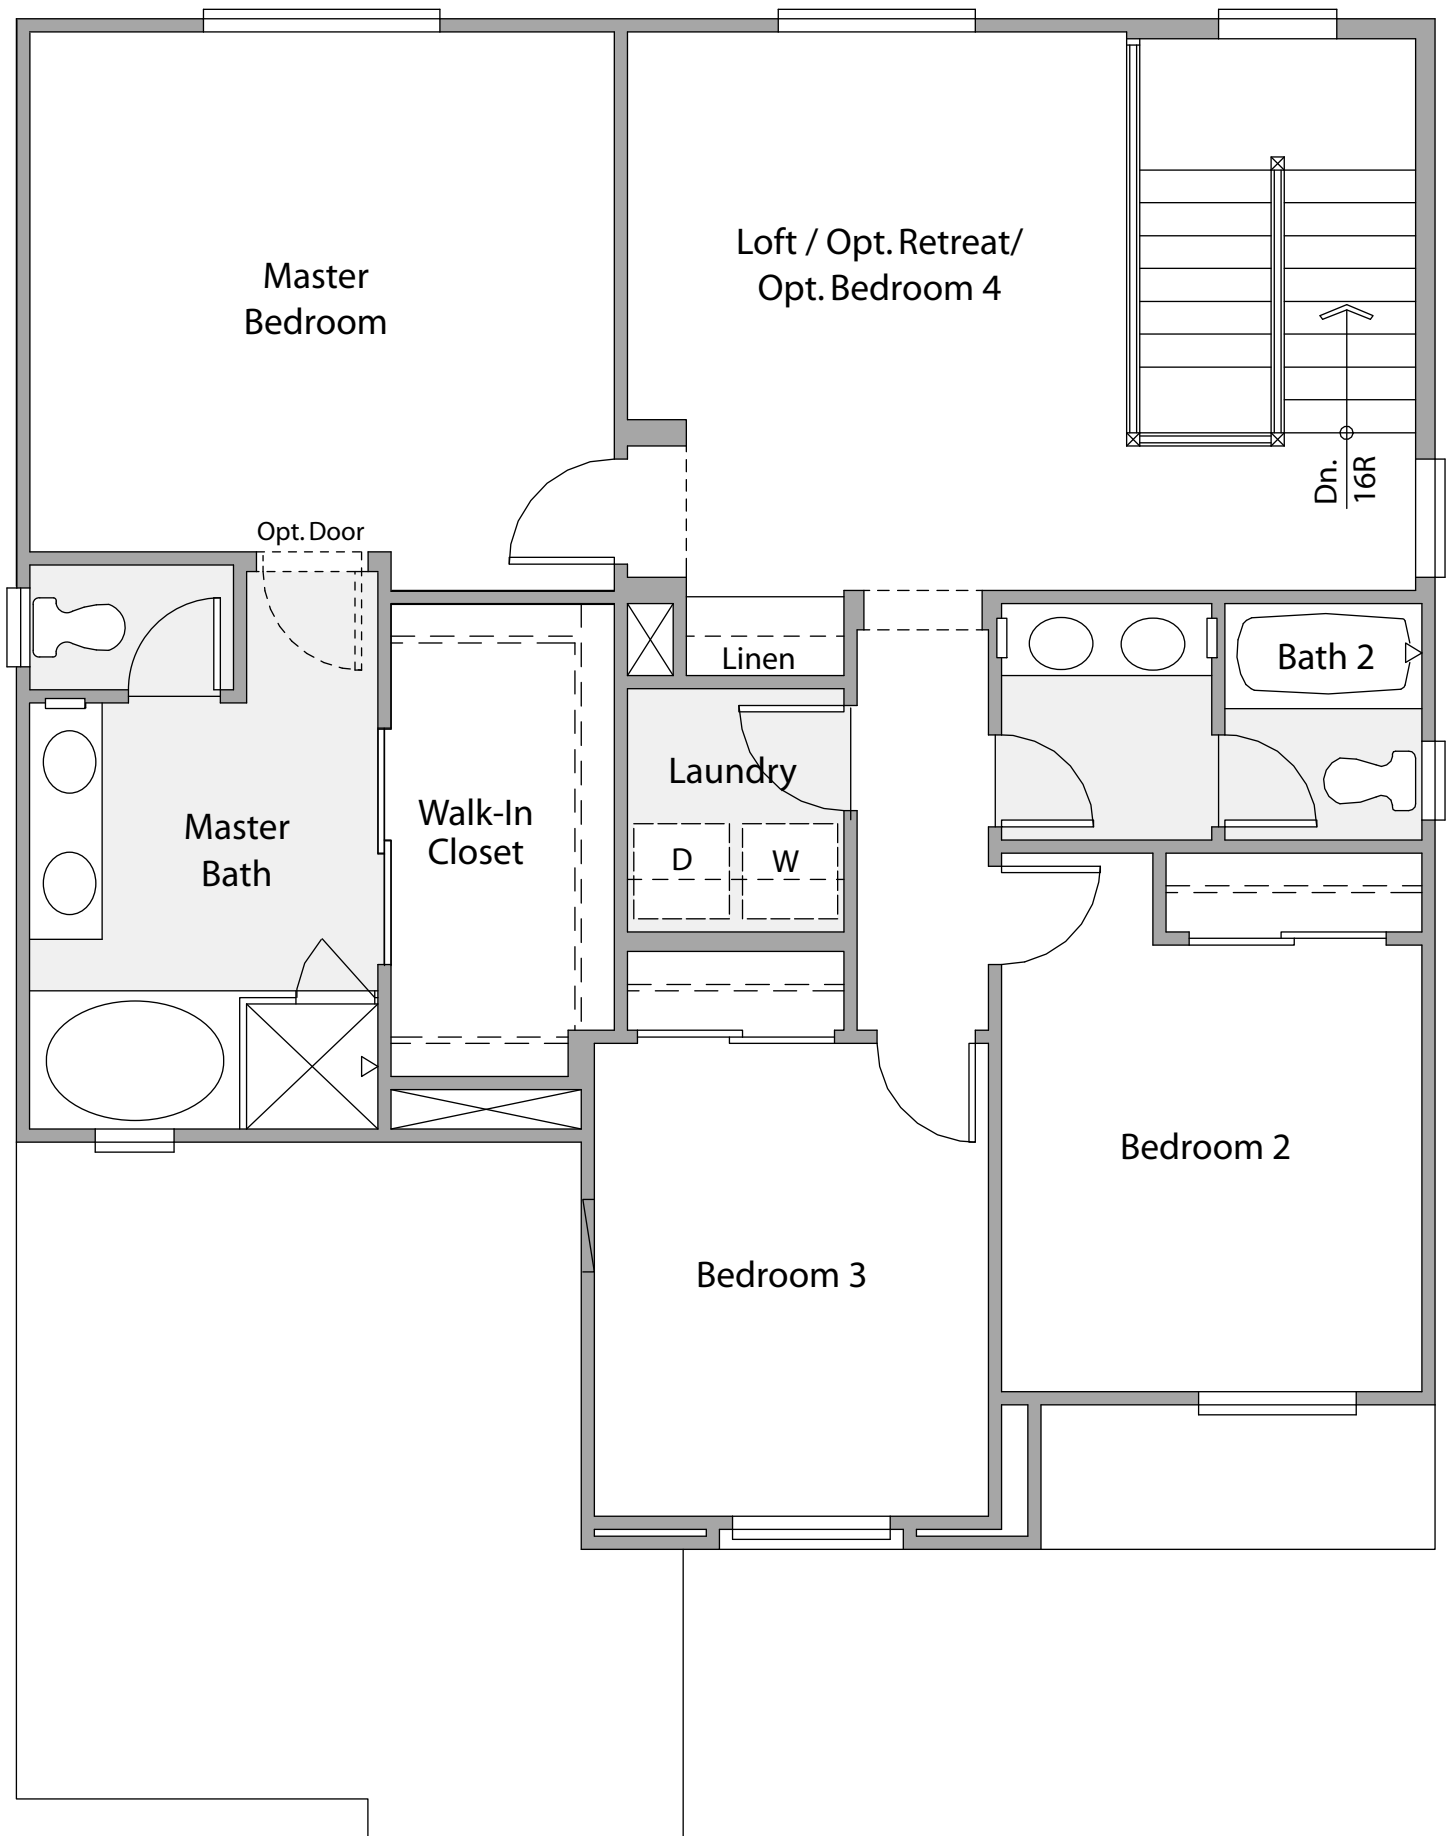 Master
Bedroom
Loft / Opt. Retreat/
Opt. Bedroom 4
Dn.
16R
Opt. Door
Linen
Bath 2
Laundry
Walk-In
Closet
Master
Bath
D
W
Bedroom 2
Bedroom 3